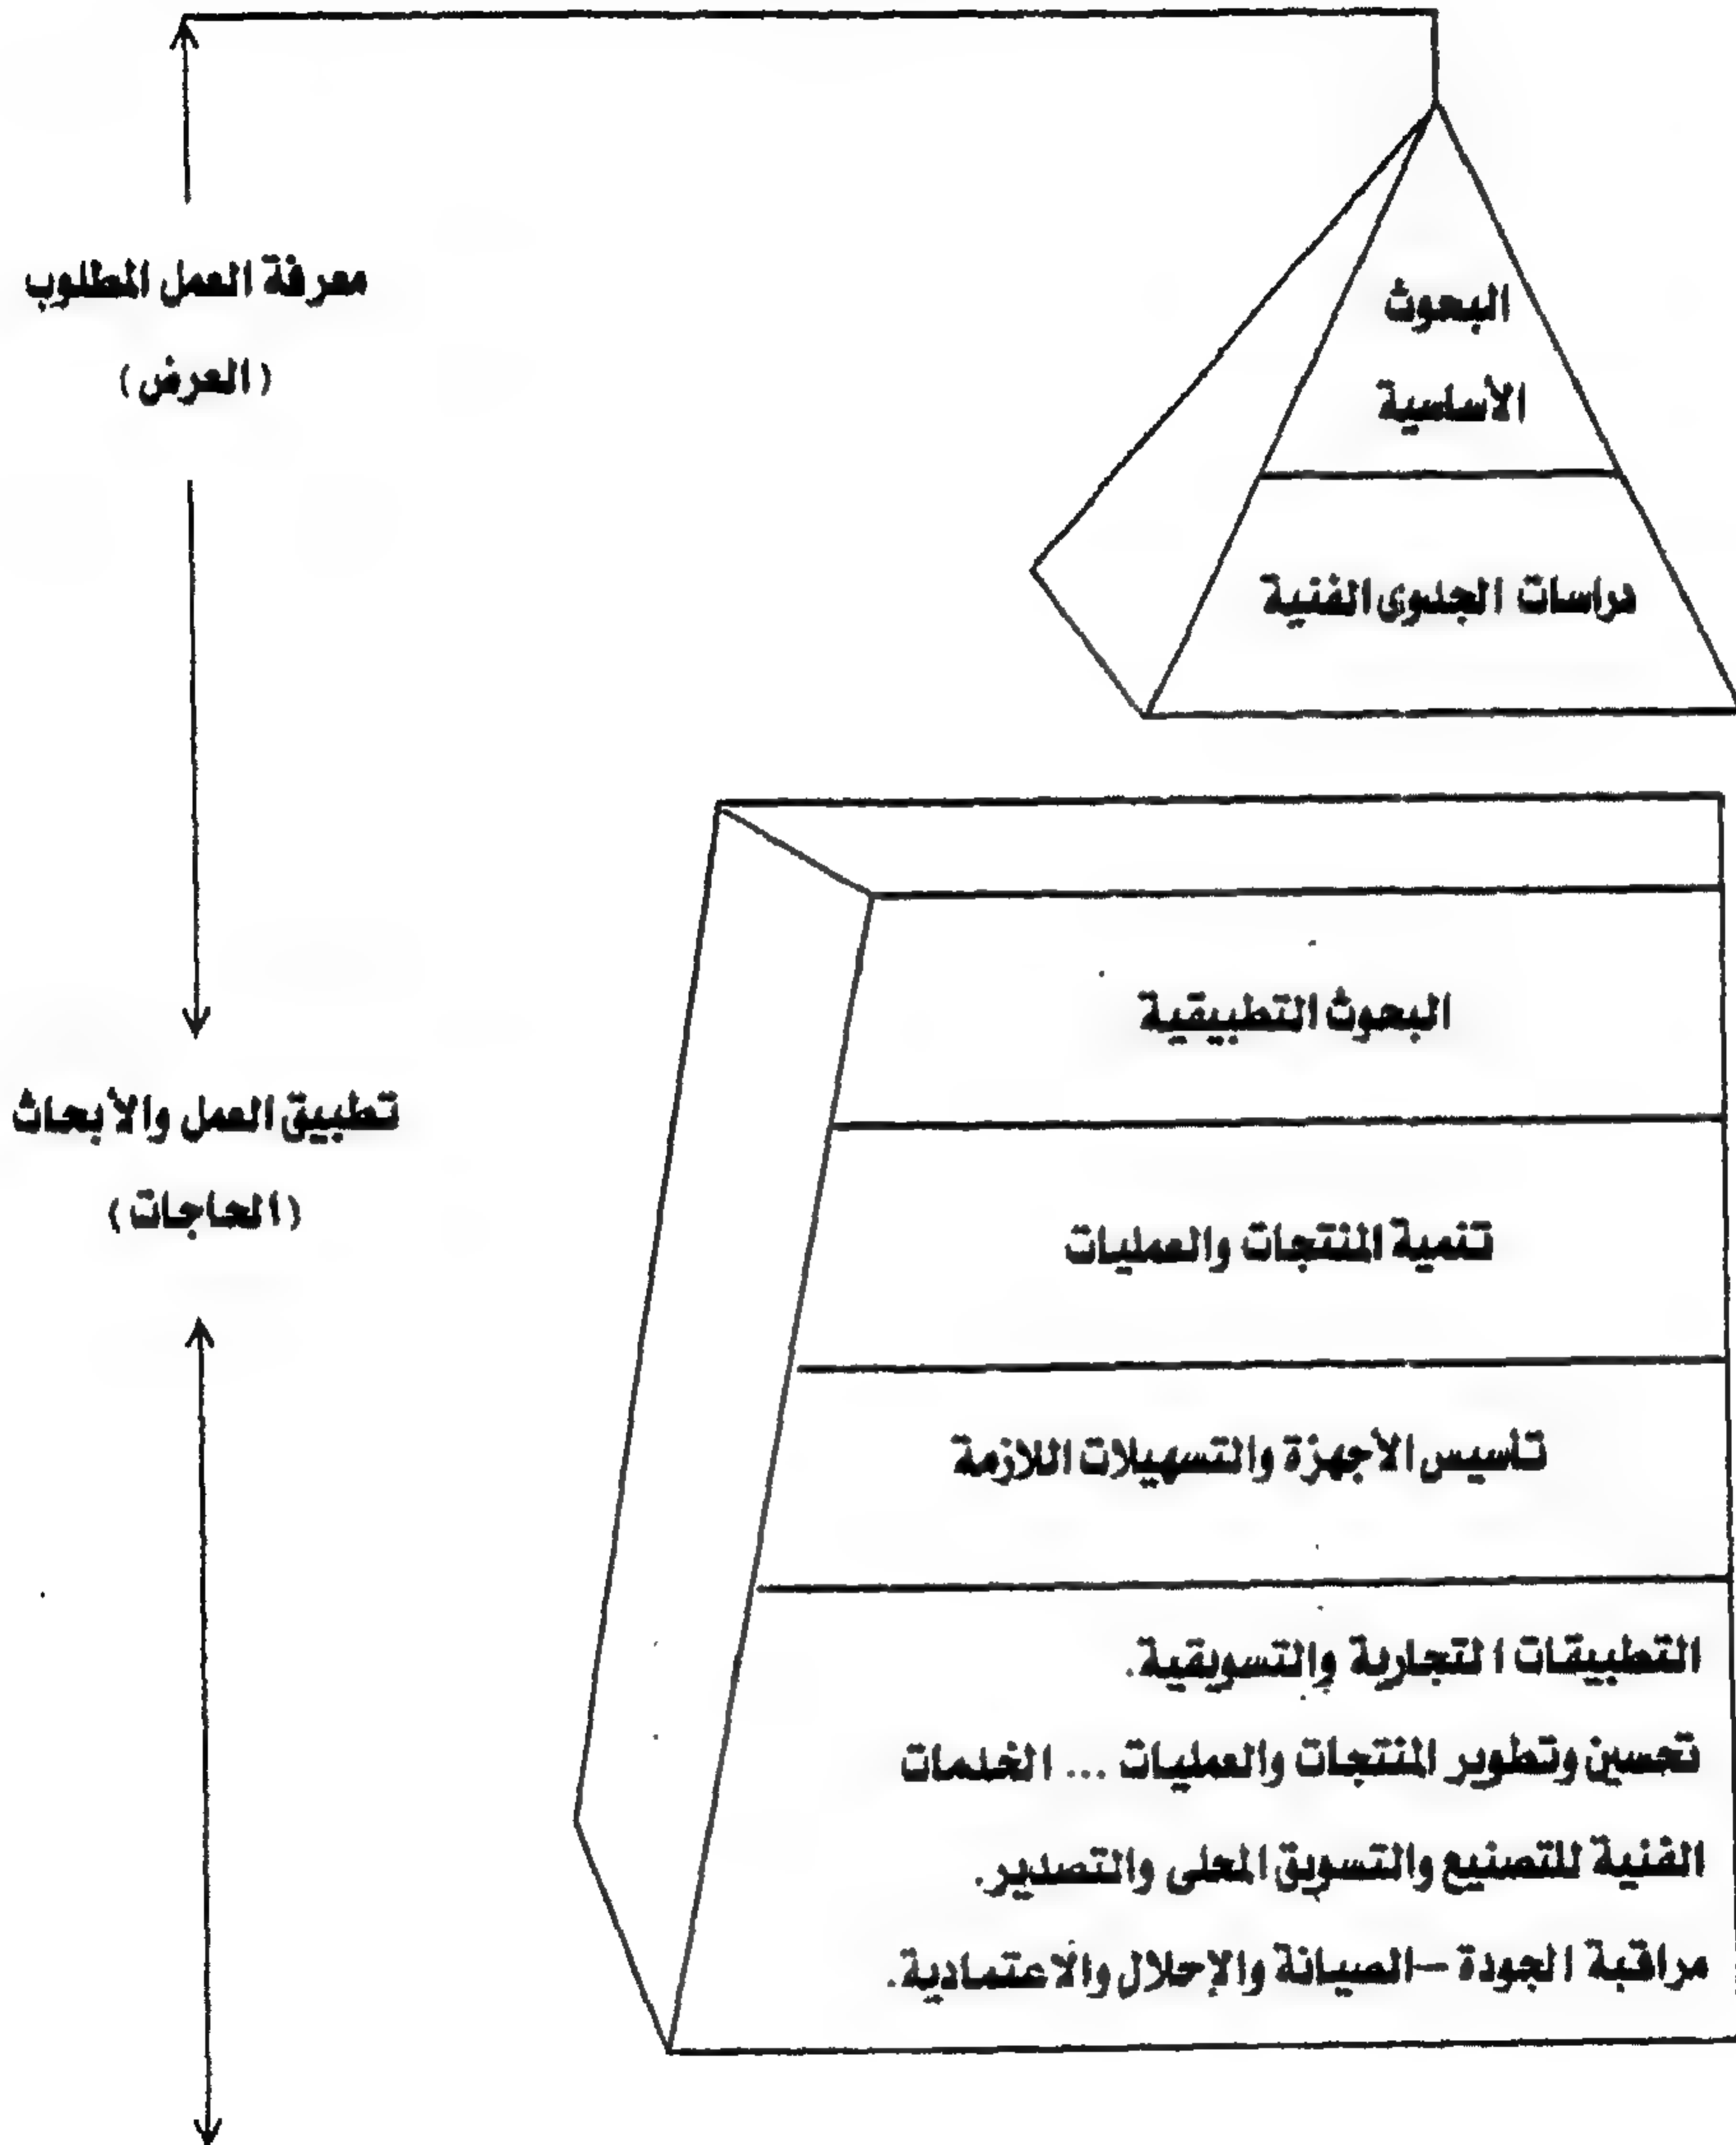 معرفة العمل المطلوب
(العرض)
البحوث
الأساسية
دراسات الجدوى الفنية
البحوث التطبيقية
تطبيق العمل والأبحاث
(الحاجات)
تنمية المنتجات والعمليات
تأسيس الأجهزة والتسهيلات اللازمة
التطبيقات التجارية والتسويقية.
تحسين وتطوير المنتجات والعمليات ... الخدمات
الفنية للتصنيع والتسويق المحلى والتصدير.
مراقبة الجودة – الصيانة والإحلال والاعتمادية.